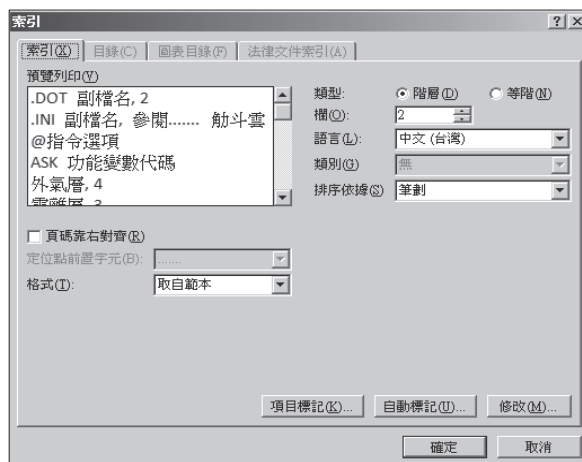 索引
索引(X) 目錄(C) 圖表目錄(F) 法律文件索引(A)
預覽列印(V)
.DOT 副檔名, 2
.INI 副檔名, 參閱....... 觔斗雲
@指令選項
ASK 功能變數代碼
外氣層, 4
電離層, 3
類型: 階層(D) 等階(N)
欄(O): 2
語言(L): 中文 (台灣)
類別(G) 無
排序依據(S) 筆劃
頁碼靠右對齊(R)
定位點前置字元(B): .......
格式(T): 取自範本
項目標記(K)... 自動標記(U)... 修改(M)...
確定 取消